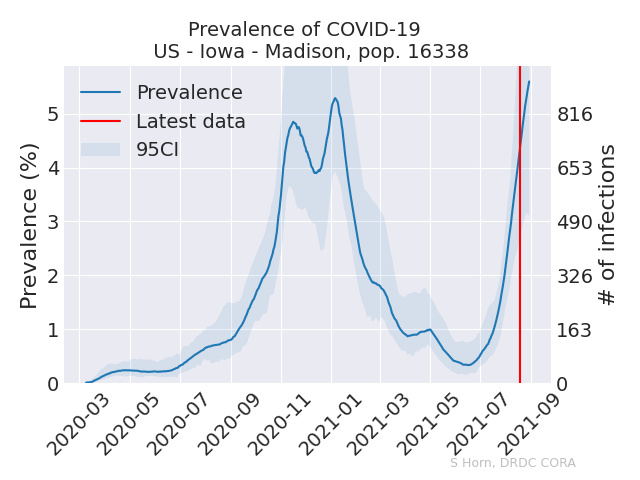 Prevalence of COVID-19
US - Iowa - Madison, pop. 16338
Prevalence
Latest data
95CI
Prevalence (%)
5
4
3
2
1
0
816
653
490
326
163
0
# of infections
2020-03
2020-05
2020-07
2020-09
2020-11
2021-01
2021-03
2021-05
2021-07
2021-09
S Horn, DRDC CORA